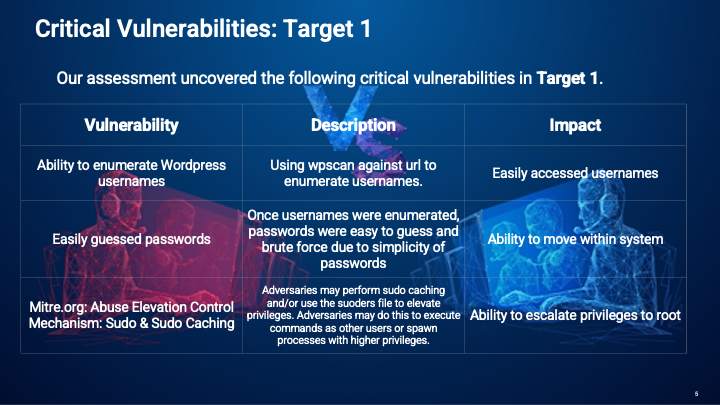 Critical Vulnerabilities: Target 1
Our assessment uncovered the following critical vulnerabilities in Target 1.
Vulnerability
Description
Impact
Ability to enumerate Wordpress
usernames
Using wpscan against url to
enumerate usernames.
Easily accessed usernames
Easily guessed passwords
Once usernames were enumerated,
passwords were easy to guess and
brute force due to simplicity of
passwords
Ability to move within system
Mitre.org: Abuse Elevation Control
Mechanism: Sudo & Sudo Caching
Adversaries may perform sudo caching
and/or use the suoders file to elevate
privileges. Adversaries may do this to execute
commands as other users or spawn
processes with higher privileges.
Ability to escalate privileges to root
VS
5